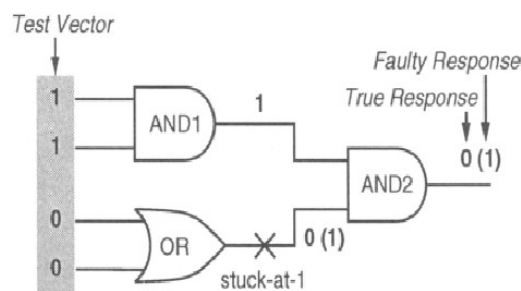 Test Vector
Faulty Response
True Response
1
1
AND1
1
0 (1)
AND2
0
0
OR
0 (1)
stuck-at-1